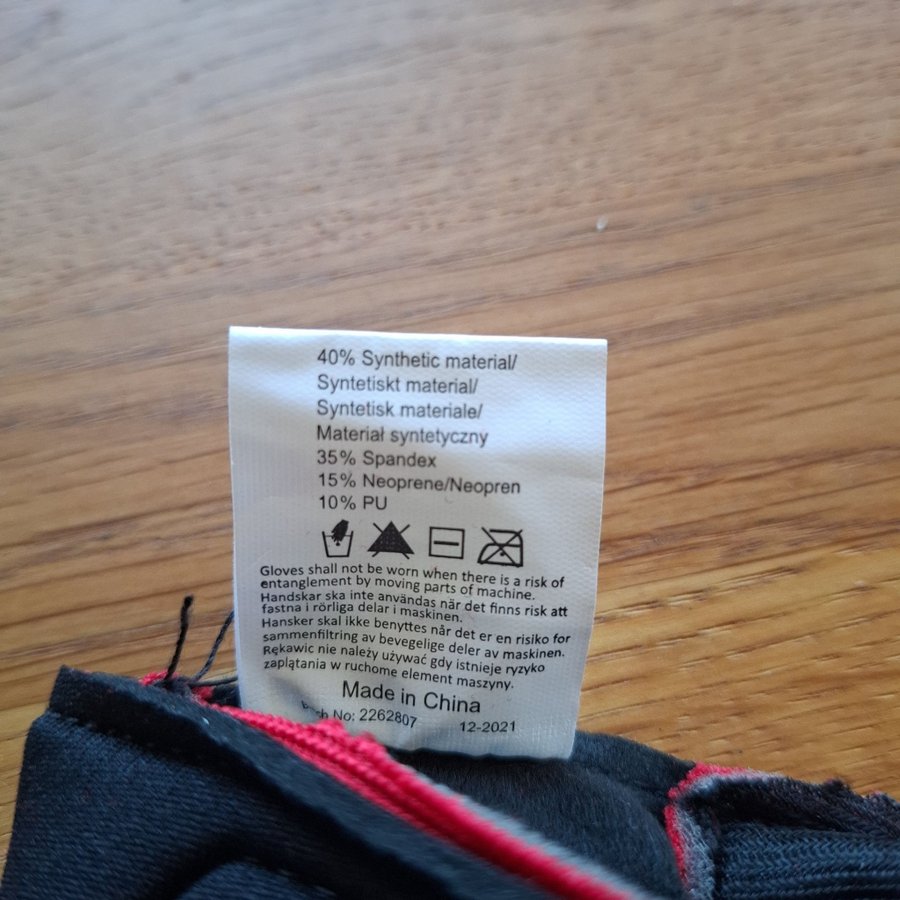 40% Synthetic material/
Syntetiskt material/
Syntetisk materiale/
Materiał syntetyczny
35% Spandex
15% Neoprene/Neopren
10% PU
Gloves shall not be worn when there is a risk of
entanglement by moving parts of machine.
Handskar ska inte användas när det finns risk att
fastna i rörliga delar i maskinen.
Hansker skal ikke benyttes når det er en risiko for
sammenfiltring av bevegelige deler av maskinen.
Rękawic nie należy używać gdy istnieje ryzyko
zaplątania w ruchome element maszyny.
Made in China
No: 2262807 12-2021